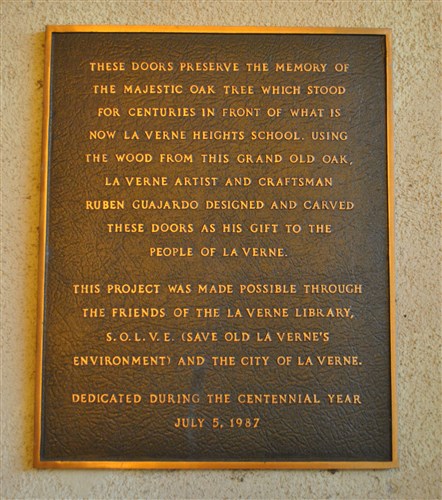 THESE DOORS PRESERVE THE MEMORY OF
THE MAJESTIC OAK TREE WHICH STOOD
FOR CENTURIES IN FRONT OF WHAT IS
NOW LA VERNE HEIGHTS SCHOOL. USING
THE WOOD FROM THIS GRAND OLD OAK,
LA VERNE ARTIST AND CRAFTSMAN
RUBEN GUAJARDO DESIGNED AND CARVED
THESE DOORS AS HIS GIFT TO THE
PEOPLE OF LA VERNE.
THIS PROJECT WAS MADE POSSIBLE THROUGH
THE FRIENDS OF THE LA VERNE LIBRARY,
S.O.L.V.E. (SAVE OLD LA VERNE'S
ENVIRONMENT) AND THE CITY OF LA VERNE.
DEDICATED DURING THE CENTENNIAL YEAR
JULY 5, 1987